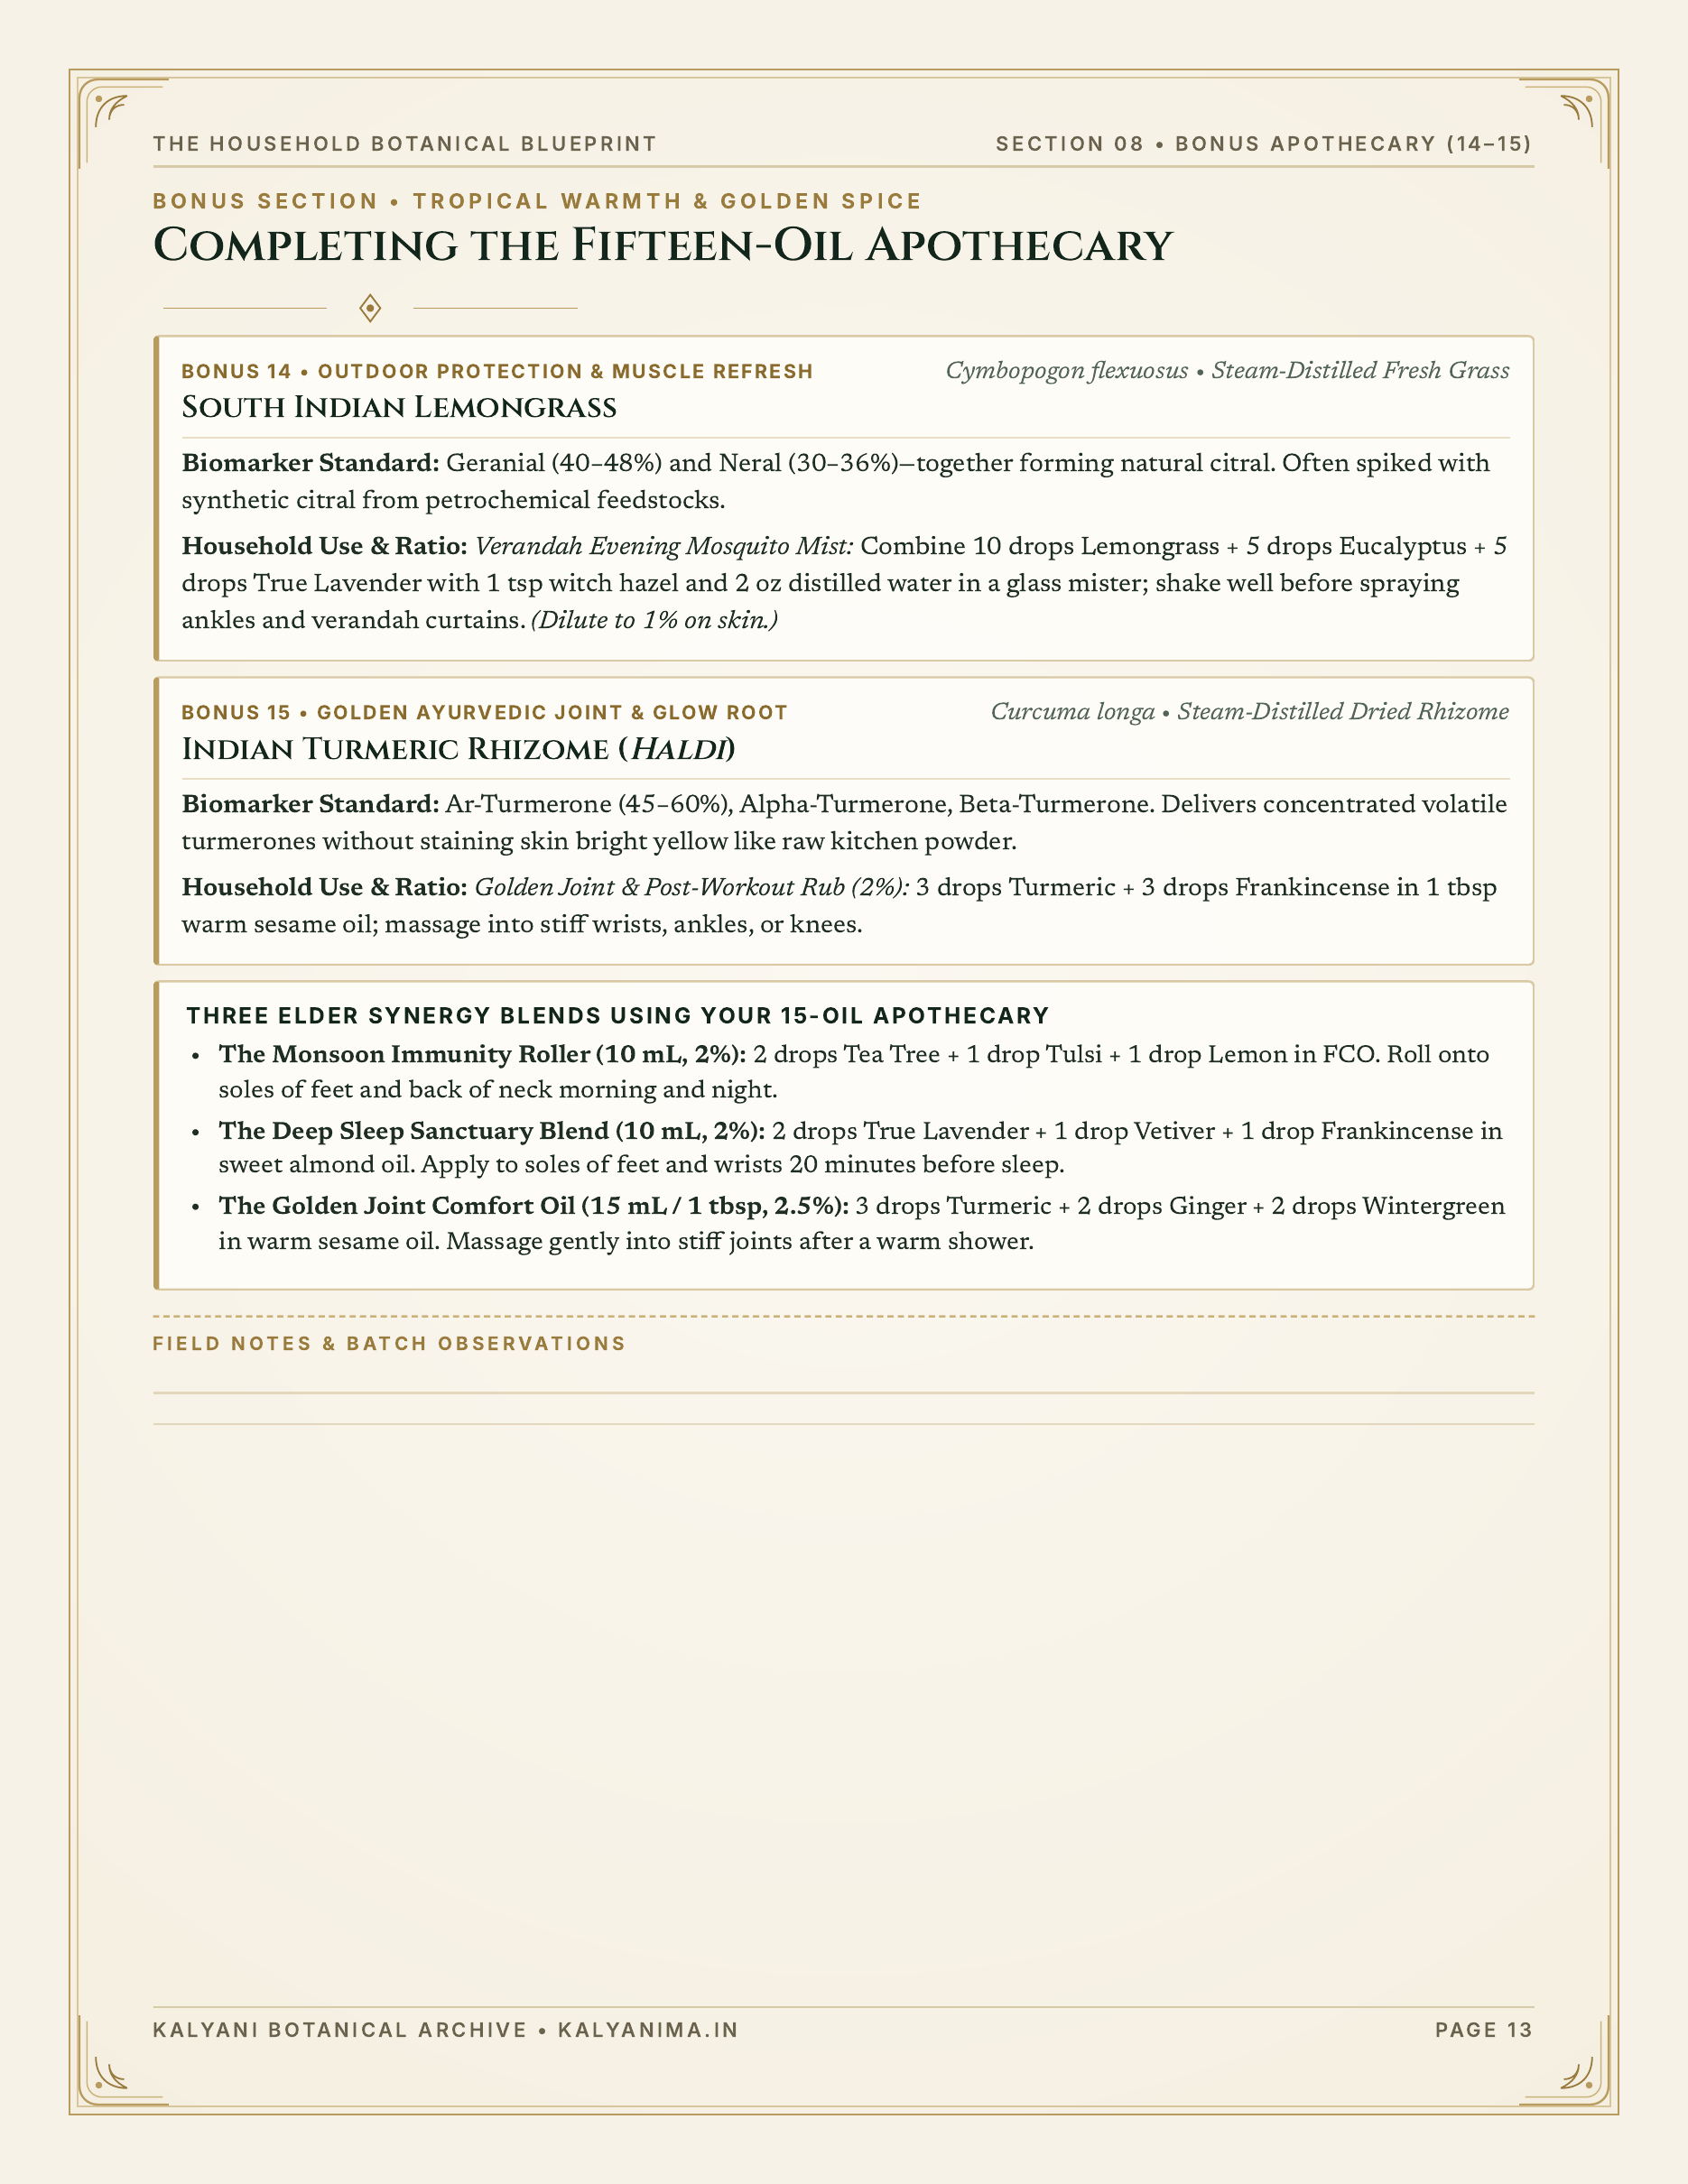 THE HOUSEHOLD BOTANICAL BLUEPRINT
SECTION 08 • BONUS APOTHECARY (14–15)
BONUS SECTION • TROPICAL WARMTH & GOLDEN SPICE
Completing the Fifteen-Oil Apothecary
BONUS 14 • OUTDOOR PROTECTION & MUSCLE REFRESH
Cymbopogon flexuosus • Steam-Distilled Fresh Grass
South Indian Lemongrass
Biomarker Standard: Geranial (40–48%) and Neral (30–36%)—together forming natural citral. Often spiked with
synthetic citral from petrochemical feedstocks.
Household Use & Ratio: Verandah Evening Mosquito Mist: Combine 10 drops Lemongrass + 5 drops Eucalyptus + 5
drops True Lavender with 1 tsp witch hazel and 2 oz distilled water in a glass mister; shake well before spraying
ankles and verandah curtains. (Dilute to 1% on skin.)
BONUS 15 • GOLDEN AYURVEDIC JOINT & GLOW ROOT
Curcuma longa • Steam-Distilled Dried Rhizome
Indian Turmeric Rhizome (Haldi)
Biomarker Standard: Ar-Turmerone (45–60%), Alpha-Turmerone, Beta-Turmerone. Delivers concentrated volatile
turmerones without staining skin bright yellow like raw kitchen powder.
Household Use & Ratio: Golden Joint & Post-Workout Rub (2%): 3 drops Turmeric + 3 drops Frankincense in 1 tbsp
warm sesame oil; massage into stiff wrists, ankles, or knees.
THREE ELDER SYNERGY BLENDS USING YOUR 15-OIL APOTHECARY
• The Monsoon Immunity Roller (10 mL, 2%): 2 drops Tea Tree + 1 drop Tulsi + 1 drop Lemon in FCO. Roll onto
soles of feet and back of neck morning and night.
• The Deep Sleep Sanctuary Blend (10 mL, 2%): 2 drops True Lavender + 1 drop Vetiver + 1 drop Frankincense in
sweet almond oil. Apply to soles of feet and wrists 20 minutes before sleep.
• The Golden Joint Comfort Oil (15 mL / 1 tbsp, 2.5%): 3 drops Turmeric + 2 drops Ginger + 2 drops Wintergreen
in warm sesame oil. Massage gently into stiff joints after a warm shower.
FIELD NOTES & BATCH OBSERVATIONS
KALYANI BOTANICAL ARCHIVE • KALYANIMA.IN
PAGE 13